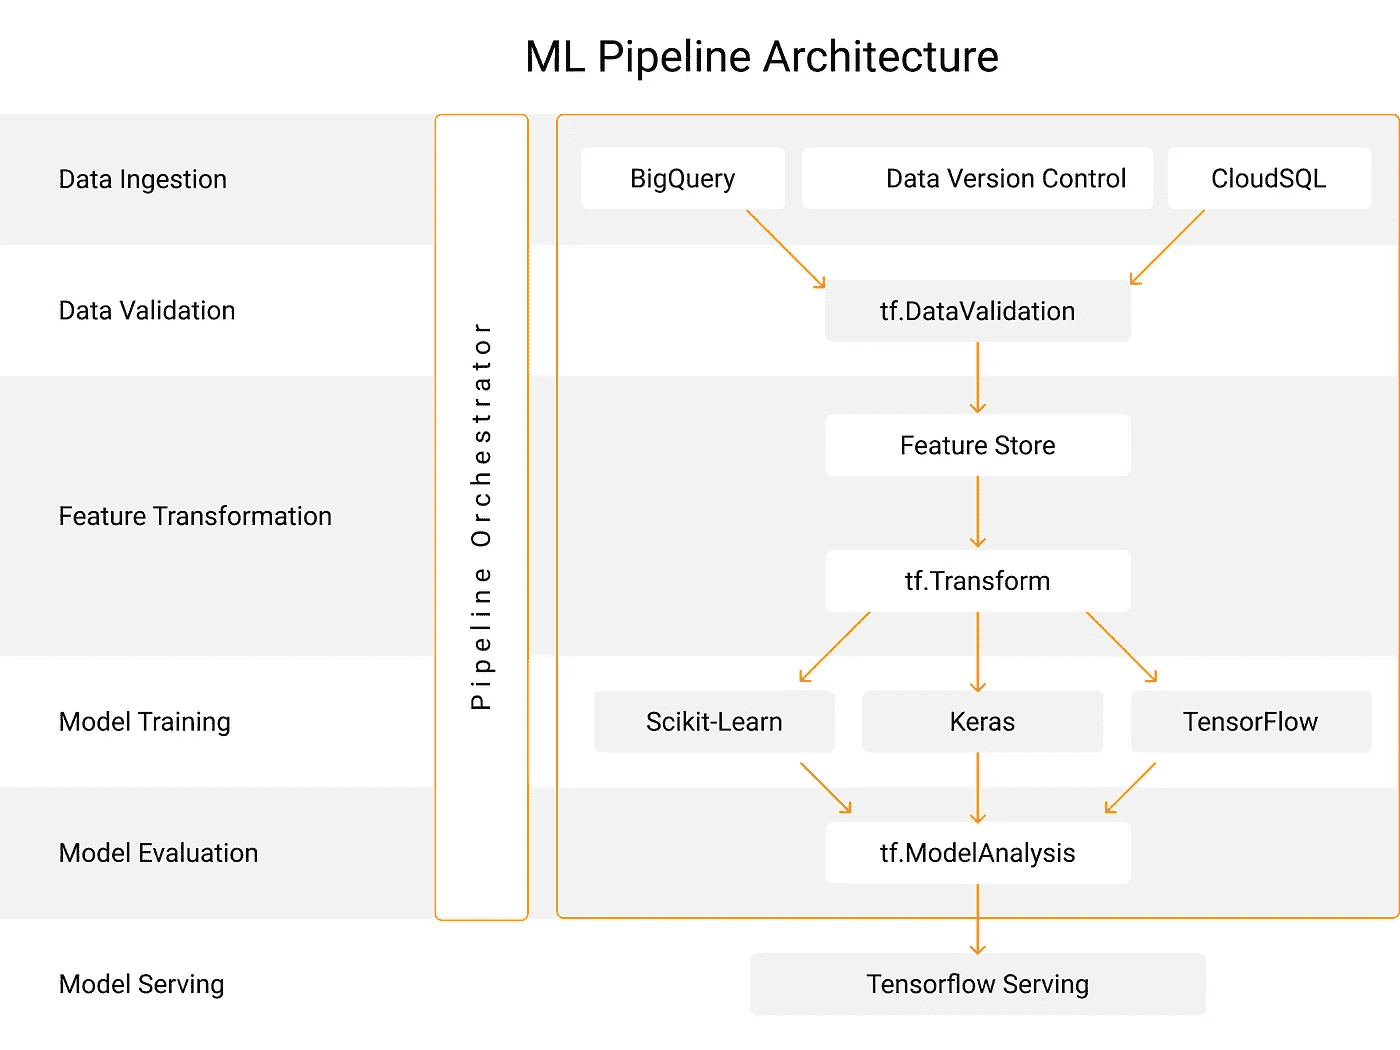 ML Pipeline Architecture
Data Ingestion
BigQuery
Data Version Control
CloudSQL
Data Validation
tf.DataValidation
Pipeline Orchestrator
Feature Store
Feature Transformation
tf.Transform
Model Training
Scikit-Learn
Keras
TensorFlow
Model Evaluation
tf.ModelAnalysis
Model Serving
Tensorflow Serving